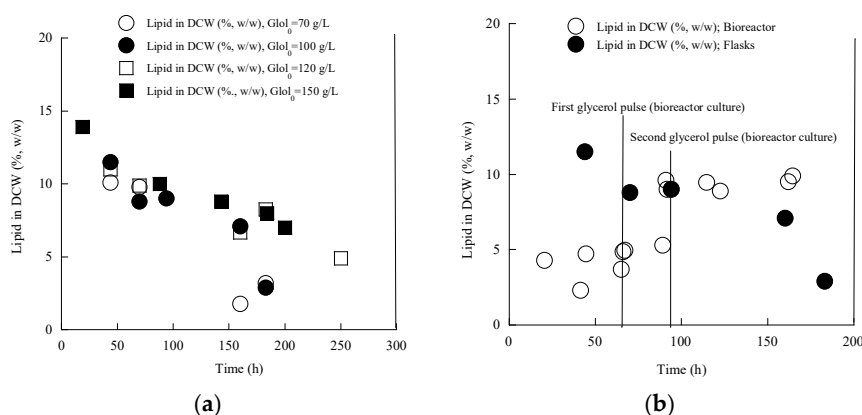 Lipid in DCW (%, w/w), Glol0=70 g/L
Lipid in DCW (%, w/w), Glol0=100 g/L
Lipid in DCW (%, w/w), Glol0=120 g/L
Lipid in DCW (%., w/w), Glol0=150 g/L
20
15
10
5
0
Lipid in DCW (%, w/w)
0 50 100 150 200 250 300
Time (h)
(a)
Lipid in DCW (%, w/w); Bioreactor
Lipid in DCW (%, w/w); Flasks
First glycerol pulse (bioreactor culture)
Second glycerol pulse (bioreactor culture)
20
15
10
5
0
Lipid in DCW (%, w/w)
0 50 100 150 200
Time (h)
(b)